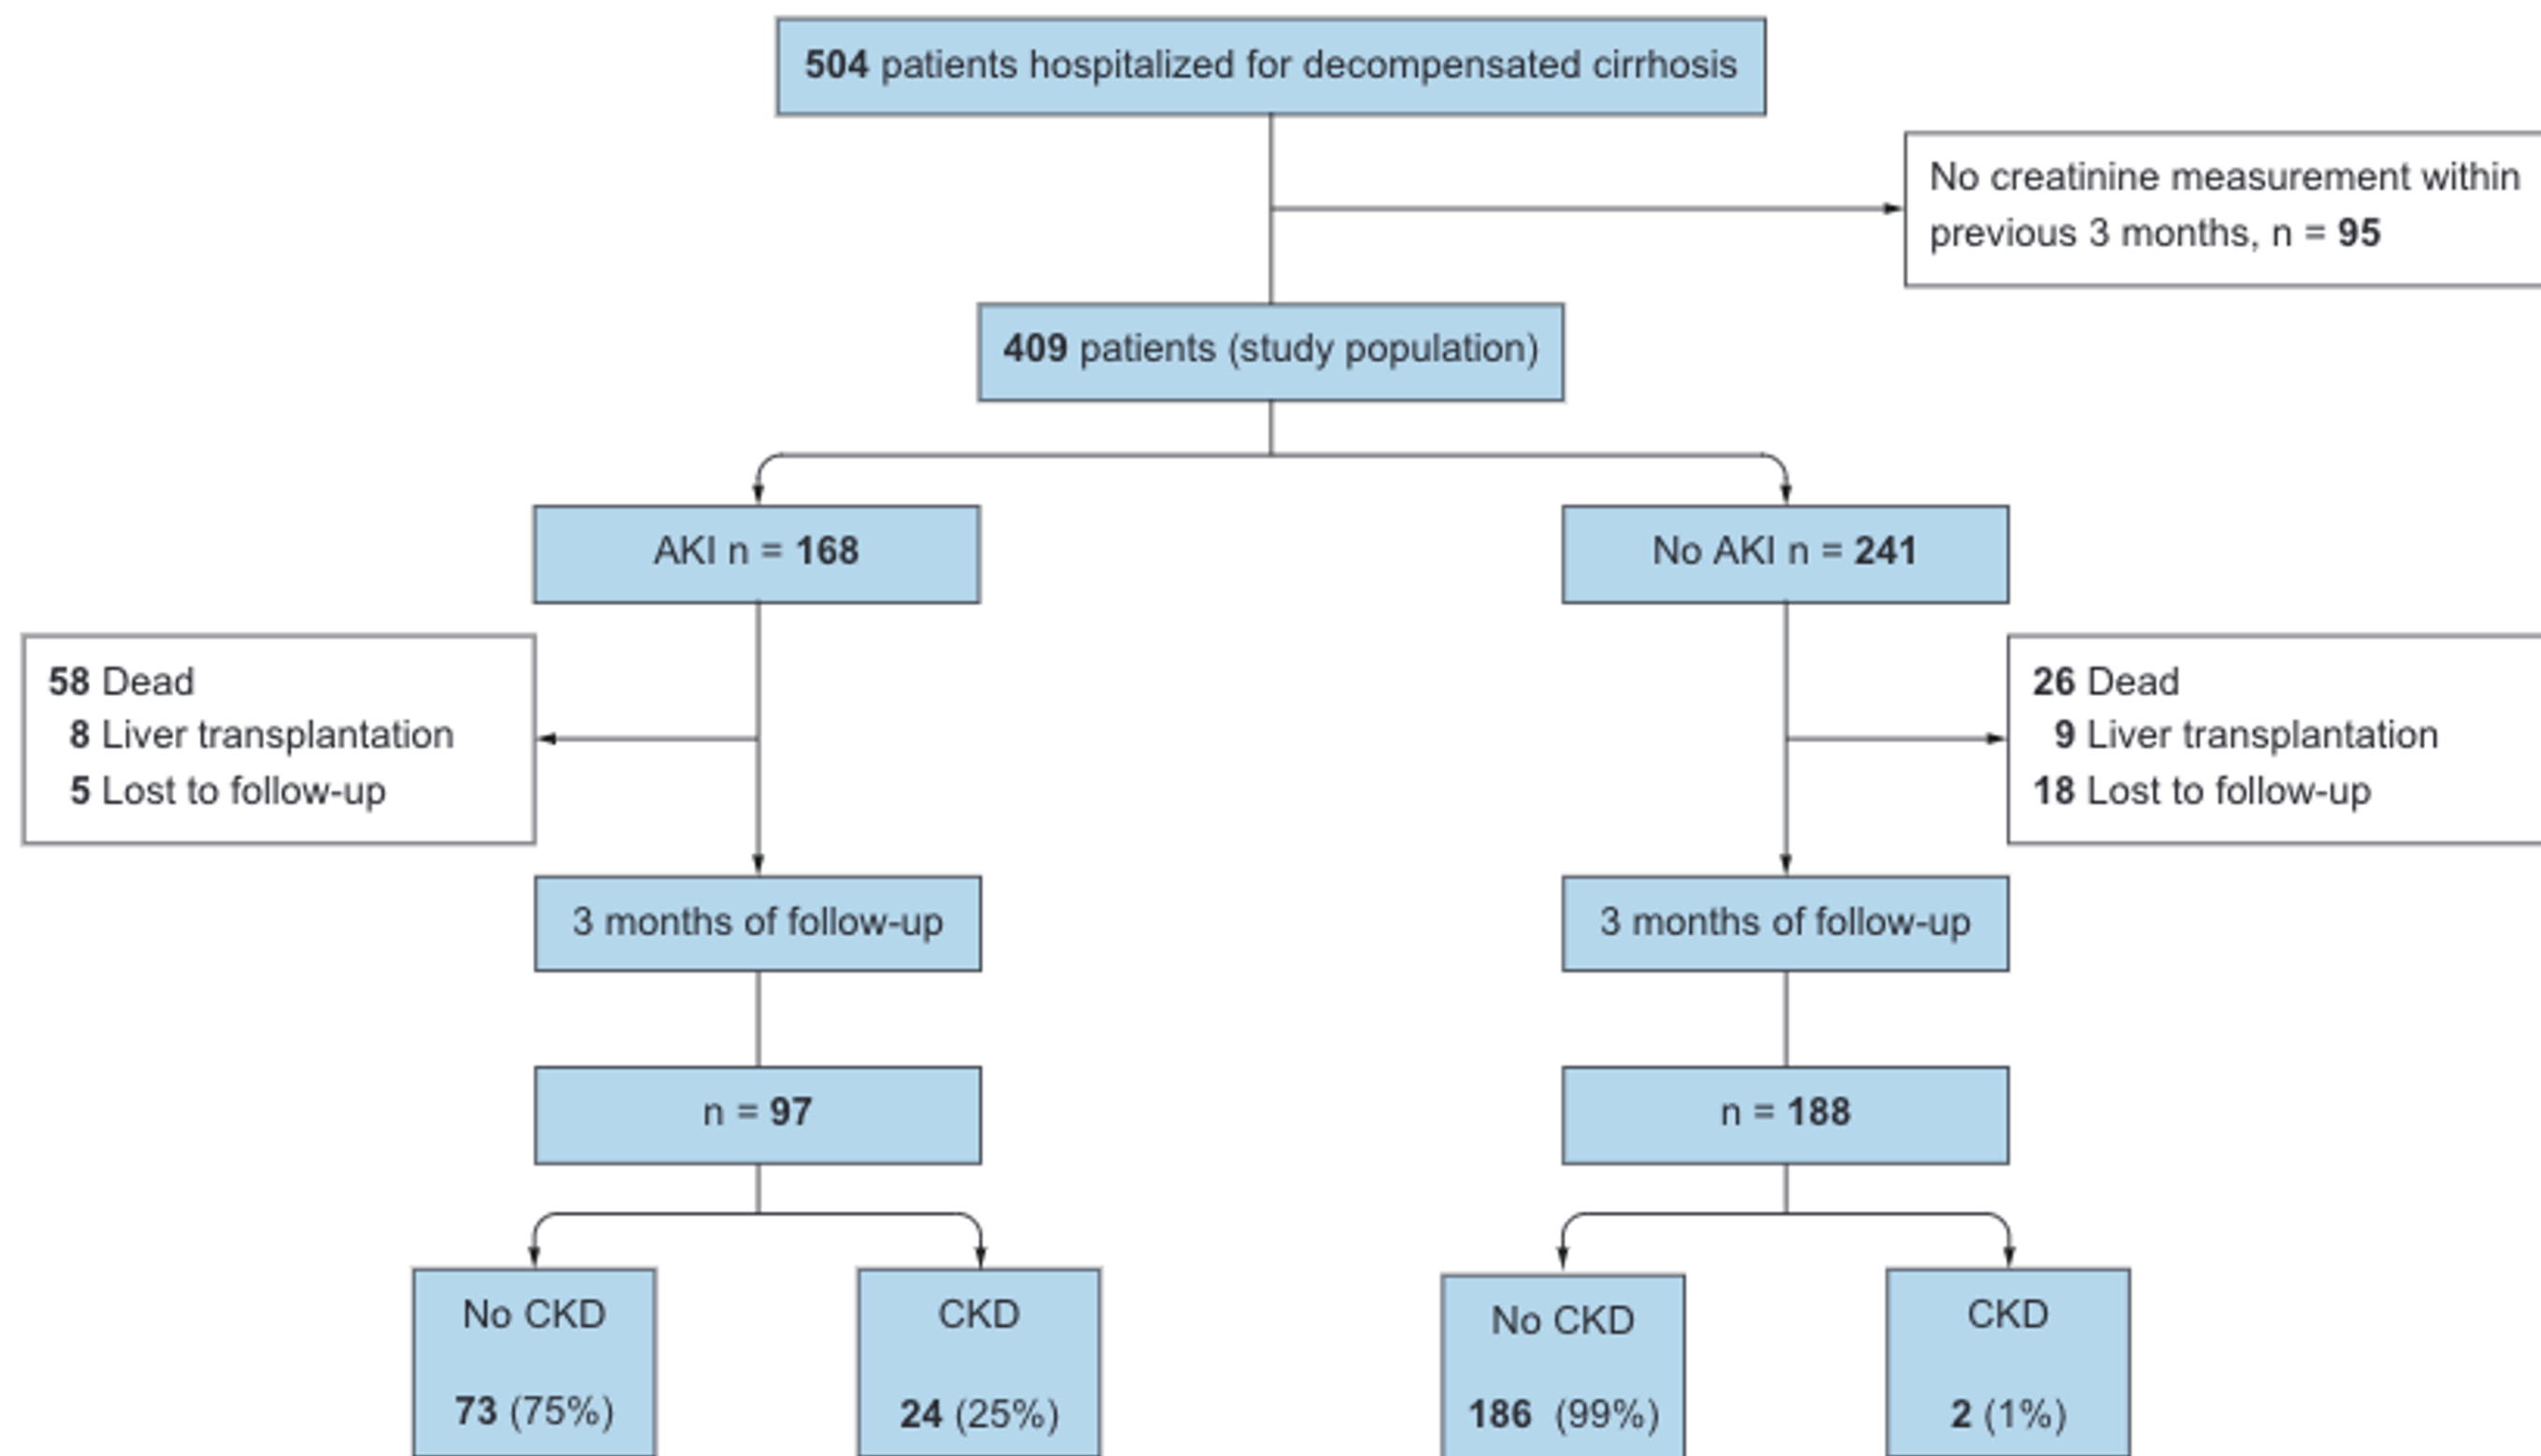 504 patients hospitalized for decompensated cirrhosis
No creatinine measurement within
previous 3 months, n = 95
409 patients (study population)
AKI n = 168
No AKI n = 241
58 Dead
8 Liver transplantation
5 Lost to follow-up
26 Dead
9 Liver transplantation
18 Lost to follow-up
3 months of follow-up
3 months of follow-up
n = 97
n = 188
No CKD
73 (75%)
CKD
24 (25%)
No CKD
186 (99%)
CKD
2 (1%)